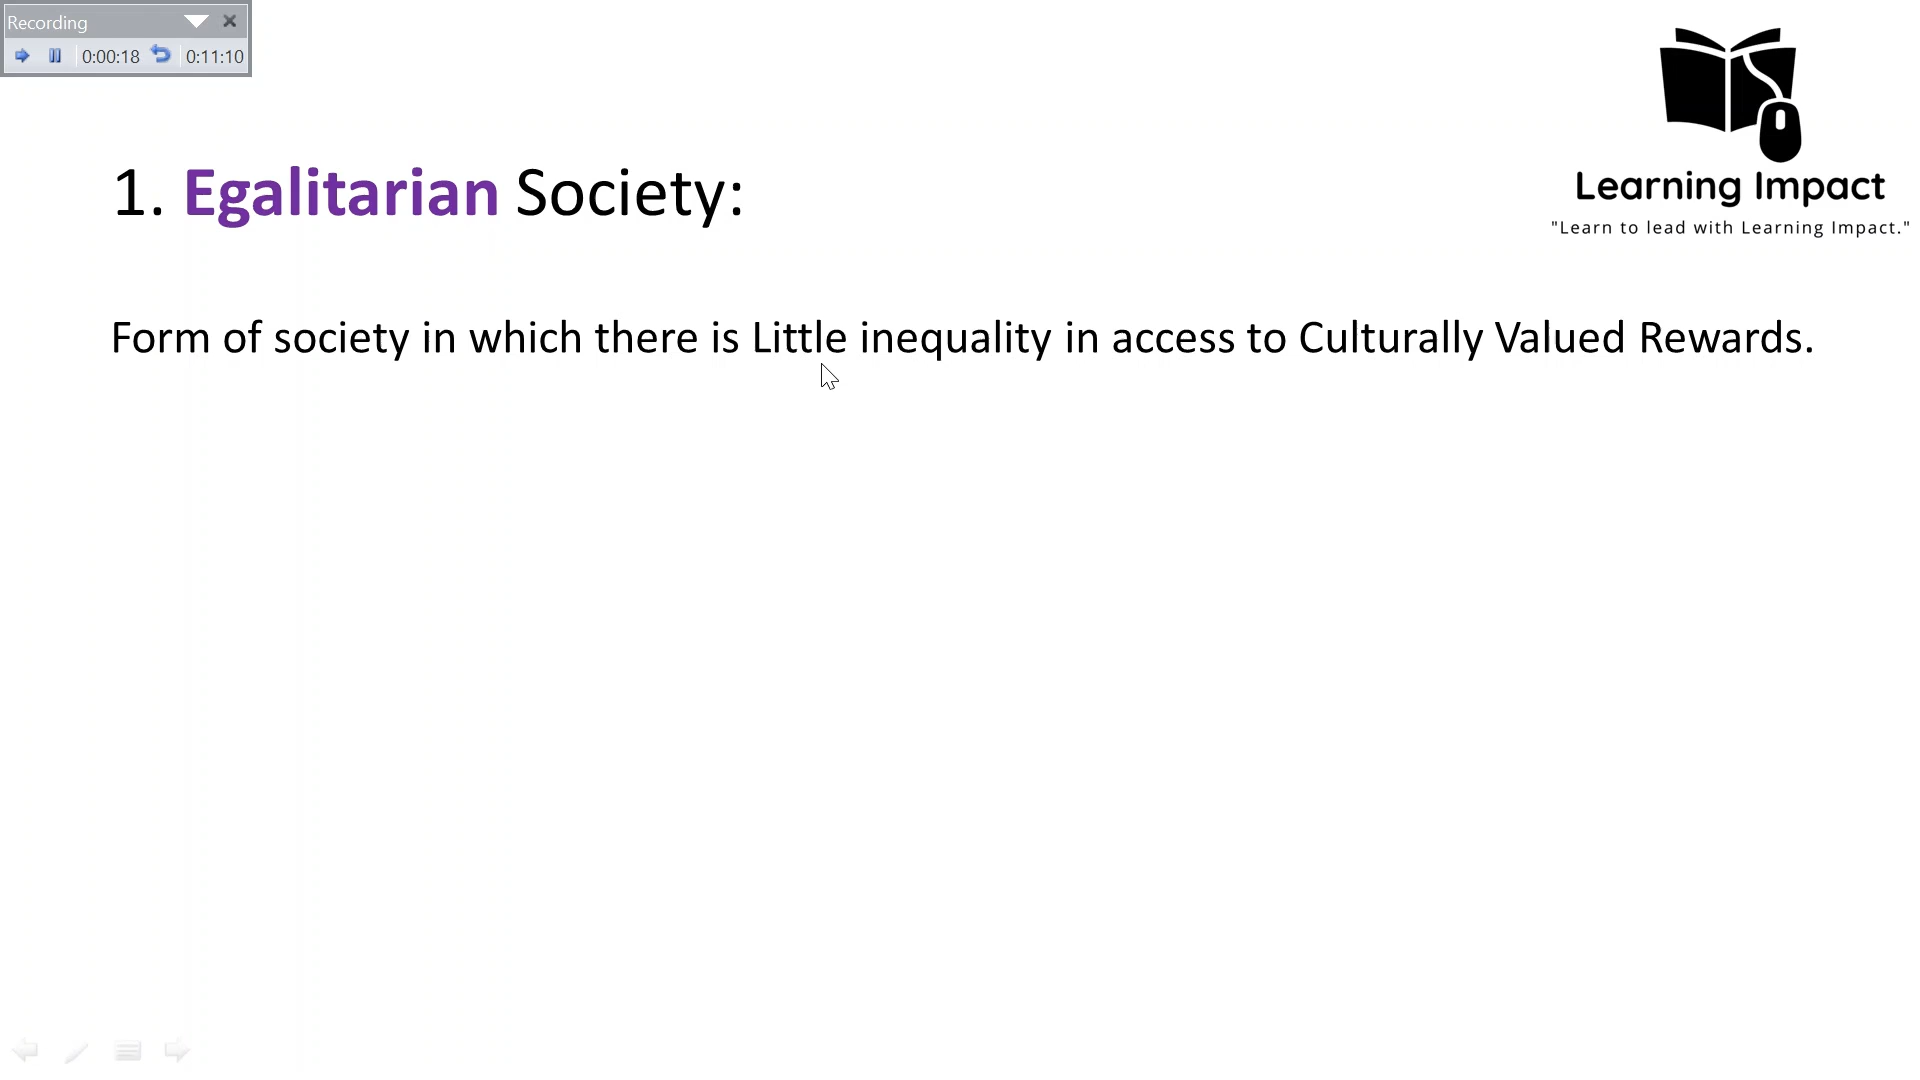 Recording
0:00:18 0:11:10
Learning Impact
"Learn to lead with Learning Impact."
1. Egalitarian Society:
Form of society in which there is Little inequality in access to Culturally Valued Rewards.